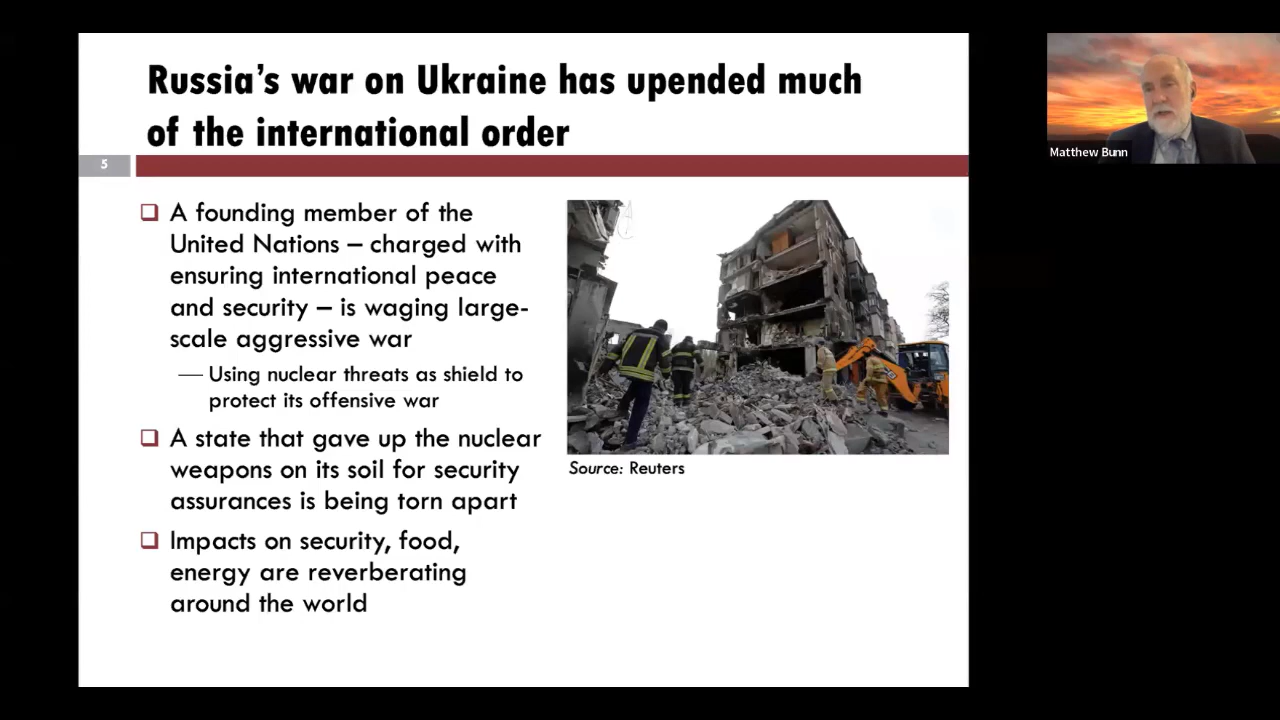 Russia's war on Ukraine has upended much
of the international order
5
❑ A founding member of the
United Nations – charged with
ensuring international peace
and security – is waging large-
scale aggressive war
— Using nuclear threats as shield to
protect its offensive war
❑ A state that gave up the nuclear
weapons on its soil for security
assurances is being torn apart
❑ Impacts on security, food,
energy are reverberating
around the world
Source: Reuters
Matthew Bunn